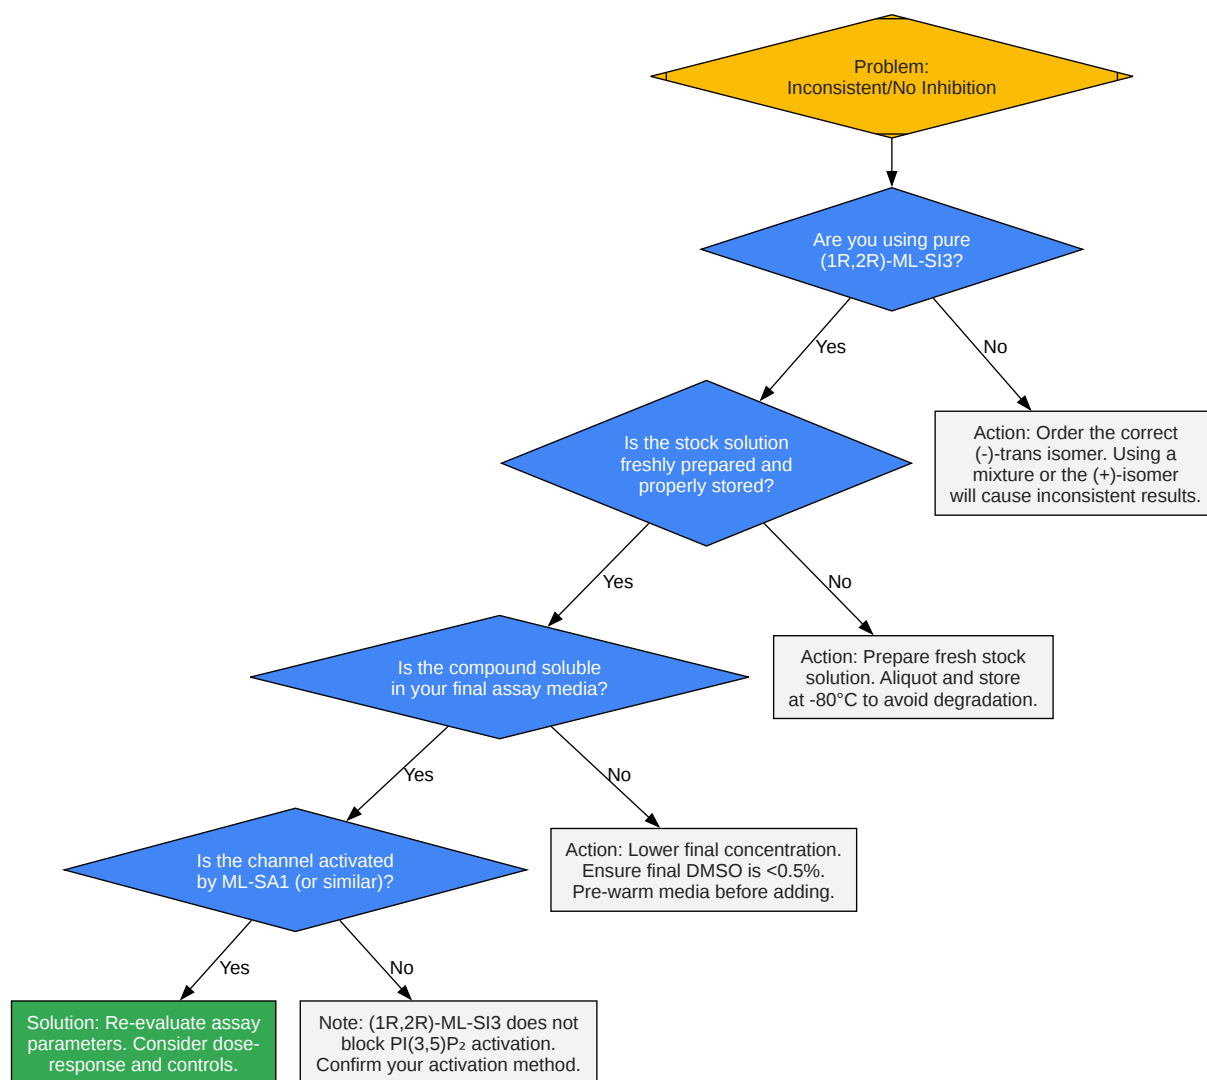 Problem:
Inconsistent/No Inhibition
Are you using pure
(1R,2R)-ML-SI3?
Yes
No
Is the stock solution
freshly prepared and
properly stored?
Action: Order the correct
(-)-trans isomer. Using a
mixture or the (+)-isomer
will cause inconsistent results.
Yes
No
Is the compound soluble
in your final assay media?
Action: Prepare fresh stock
solution. Aliquot and store
at -80°C to avoid degradation.
Yes
No
Is the channel activated
by ML-SA1 (or similar)?
Action: Lower final concentration.
Ensure final DMSO is <0.5%.
Pre-warm media before adding.
Yes
No
Solution: Re-evaluate assay
parameters. Consider dose-
response and controls.
Note: (1R,2R)-ML-SI3 does not
block PI(3,5)P₂ activation.
Confirm your activation method.